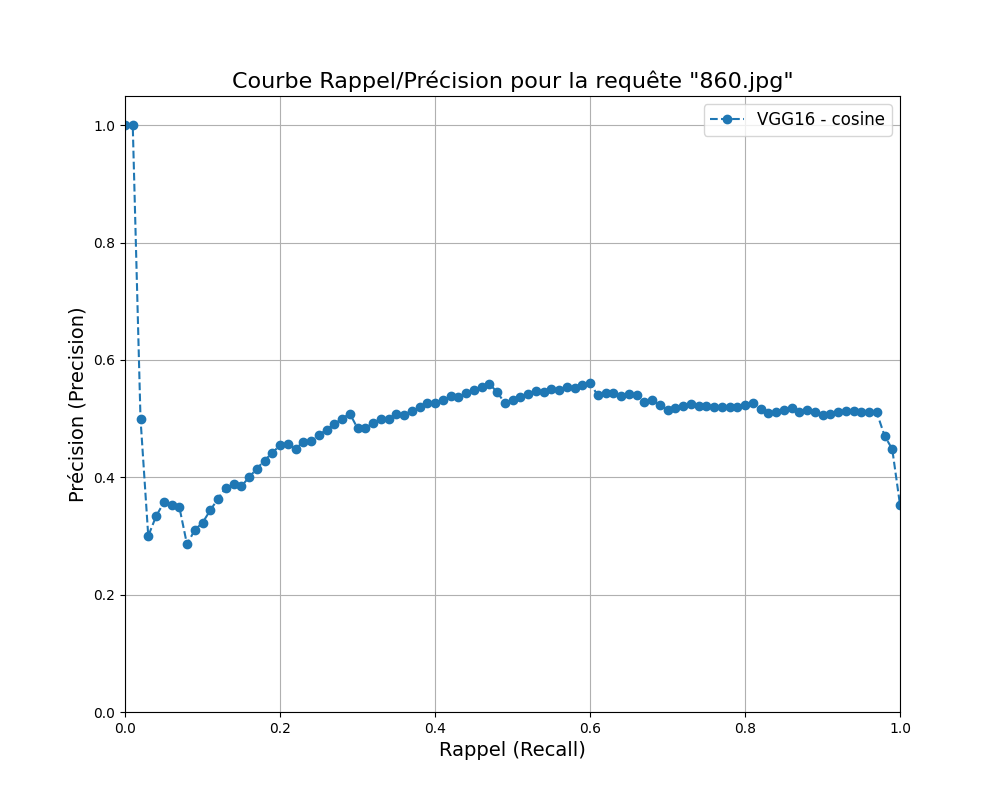 Courbe Rappel/Précision pour la requête "860.jpg"
VGG16 - cosine
Précision (Precision)
1.0
0.8
0.6
0.4
0.2
0.0
0.0 0.2 0.4 0.6 0.8 1.0
Rappel (Recall)